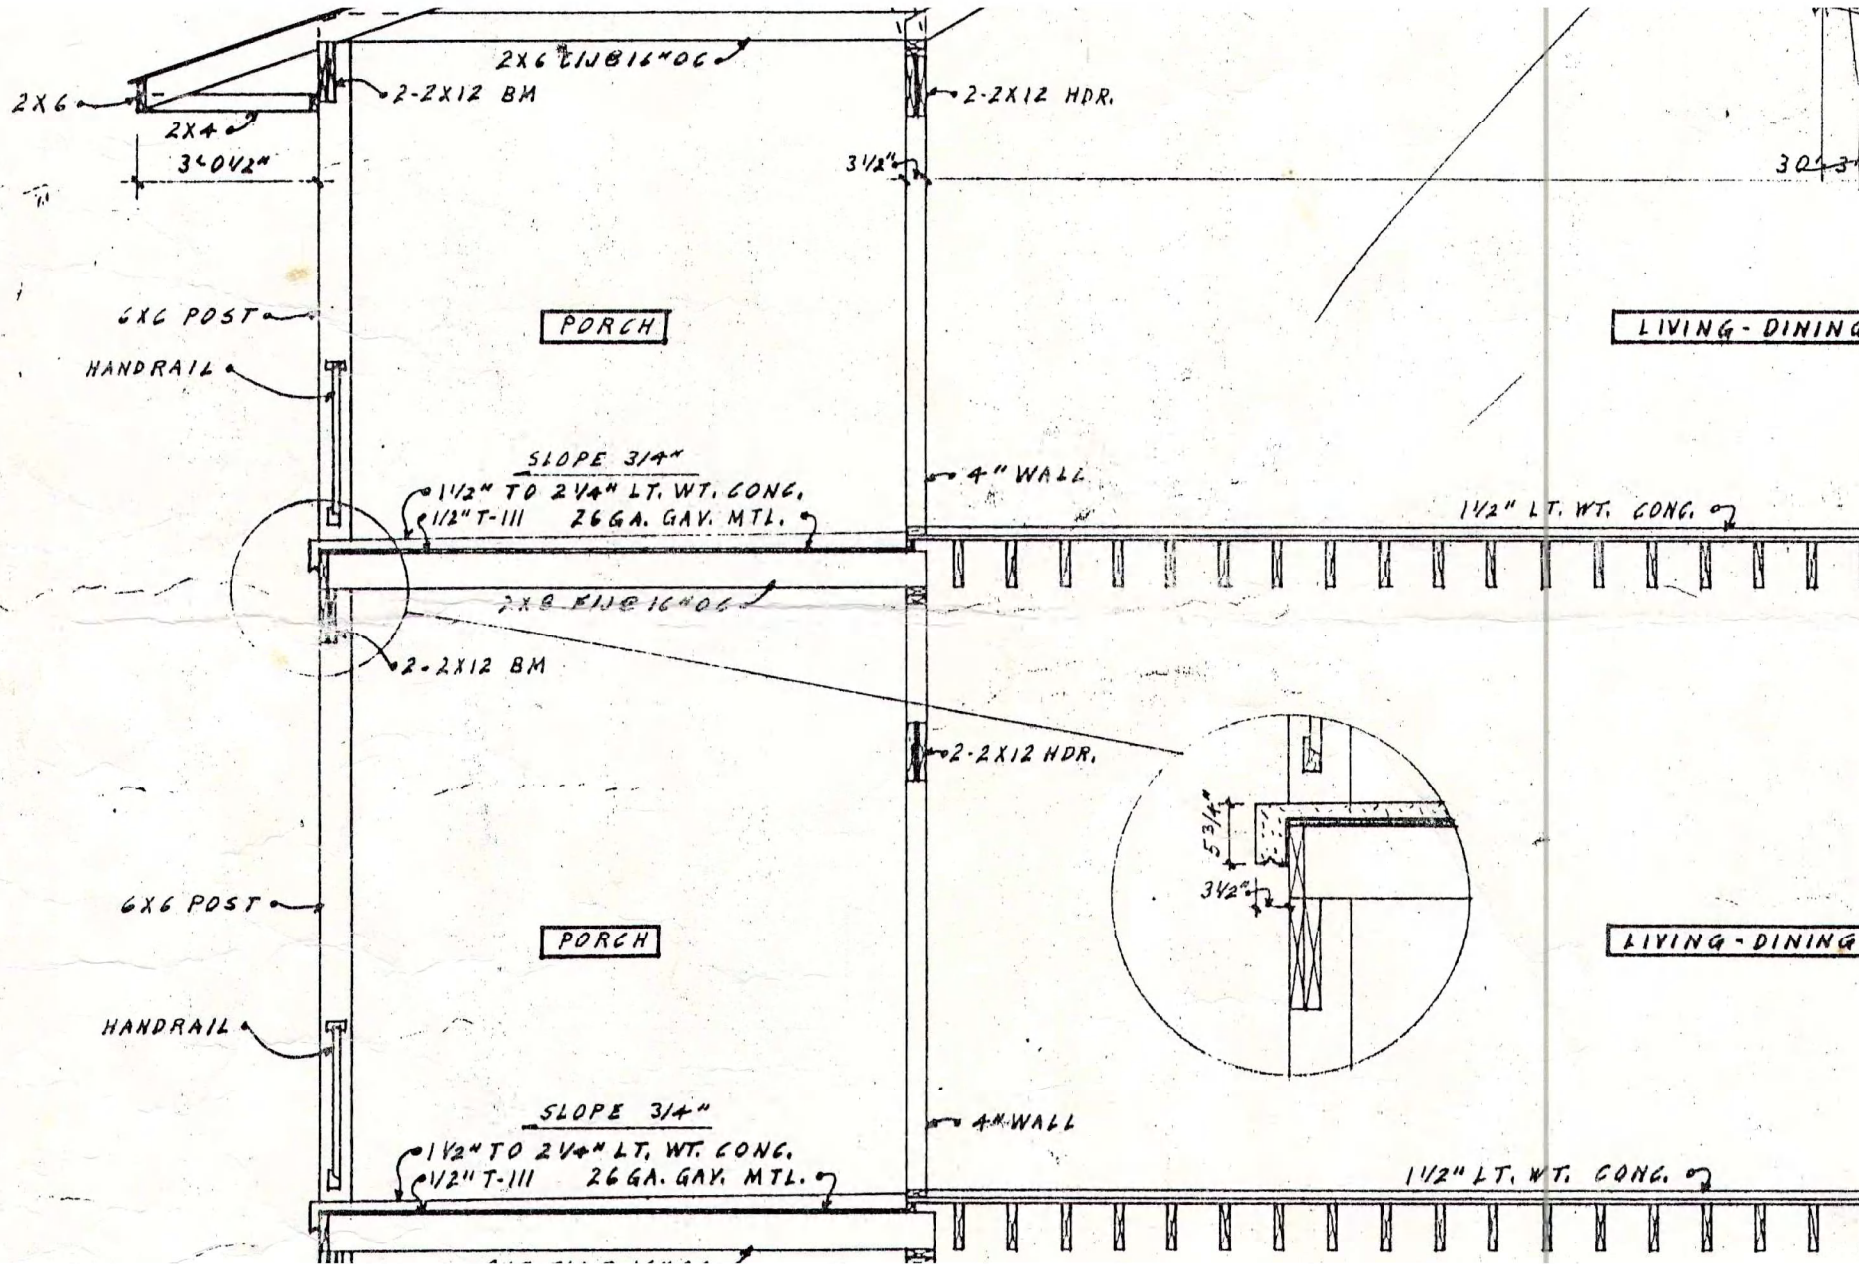 2X6 C/J@16"OC
2X6
2-2X12 BM
2-2X12 HDR.
2X4
3'-0 1/2"
3 1/2"
30
3
6X6 POST
PORCH
LIVING-DINING
HANDRAIL
SLOPE 3/4"
4" WALL
1 1/2" TO 2 1/4" LT. WT. CONC.
1 1/2" LT. WT. CONC.
1/2" T-111 26 GA. GAV. MTL.
2X8 F/J@16"OC
2-2X12 BM
2-2X12 HDR.
5 3/4"
3 1/2"
6X6 POST
PORCH
LIVING-DINING
HANDRAIL
SLOPE 3/4"
4" WALL
1 1/2" TO 2 1/4" LT. WT. CONC.
1/2" T-111 26 GA. GAV. MTL.
1 1/2" LT. WT. CONC.